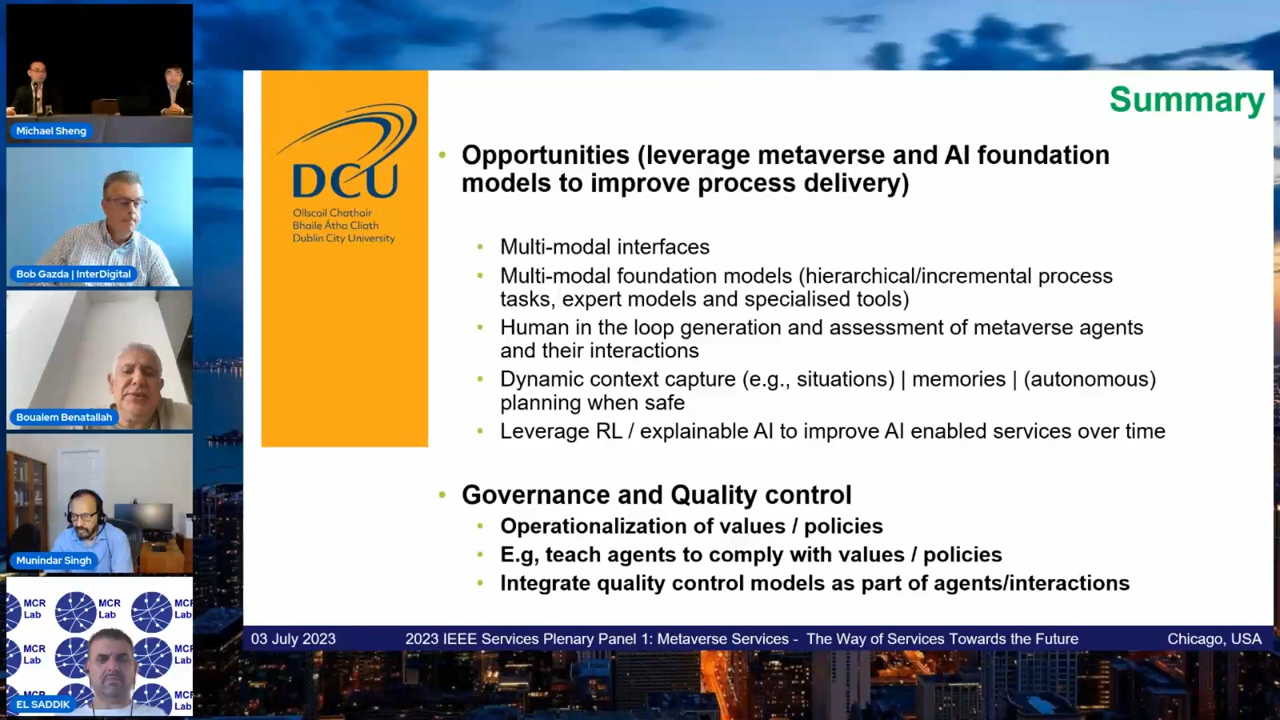 Michael Sheng
Bob Gazda | InterDigital
Boualem Benatallah
Munindar Singh
MCR
Lab
MCR
Lab
MCR
Lab
MCR
EL SADDIK
Summary
DCU
Ollscoil Chathair
Bhaile Átha Cliath
Dublin City University
• Opportunities (leverage metaverse and AI foundation
models to improve process delivery)
• Multi-modal interfaces
• Multi-modal foundation models (hierarchical/incremental process
tasks, expert models and specialised tools)
• Human in the loop generation and assessment of metaverse agents
and their interactions
• Dynamic context capture (e.g., situations) | memories | (autonomous)
planning when safe
• Leverage RL / explainable AI to improve AI enabled services over time
• Governance and Quality control
• Operationalization of values / policies
• E.g, teach agents to comply with values / policies
• Integrate quality control models as part of agents/interactions
03 July 2023
2023 IEEE Services Plenary Panel 1: Metaverse Services - The Way of Services Towards the Future
Chicago, USA